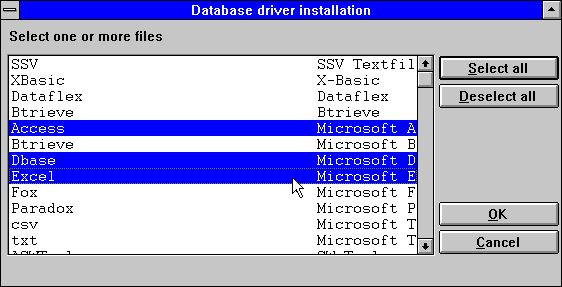 Database driver installation
Select one or more files
SSV SSV Textfil
XBasic X-Basic
Dataflex Dataflex
Btrieve Btrieve
Access Microsoft A
Btrieve Microsoft B
Dbase Microsoft D
Excel Microsoft E
Fox Microsoft F
Paradox Microsoft P
csv Microsoft T
txt Microsoft T
Select all
Deselect all
OK
Cancel